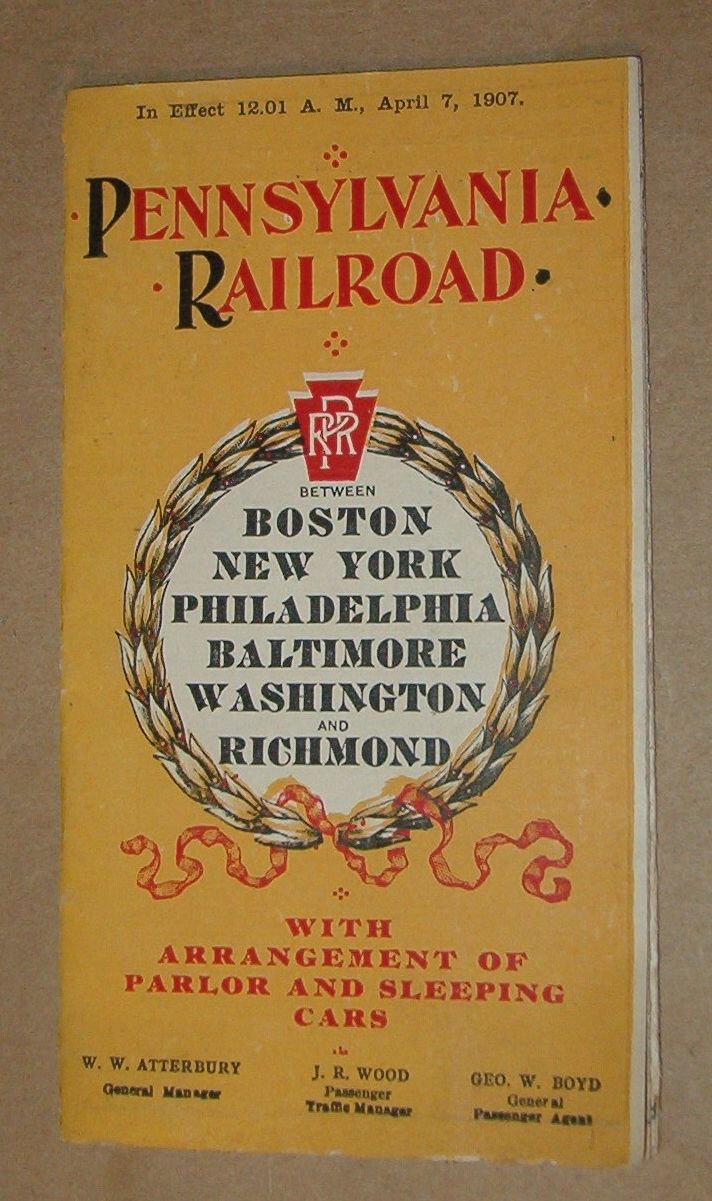 In Effect 12.01 A. M., April 7, 1907.
PENNSYLVANIA
RAILROAD
PRR
BETWEEN
BOSTON
NEW YORK
PHILADELPHIA
BALTIMORE
WASHINGTON
AND
RICHMOND
WITH
ARRANGEMENT OF
PARLOR AND SLEEPING
CARS
W. W. ATTERBURY
General Manager
J. R. WOOD
Passenger
Traffic Manager
GEO. W. BOYD
General
Passenger Agent